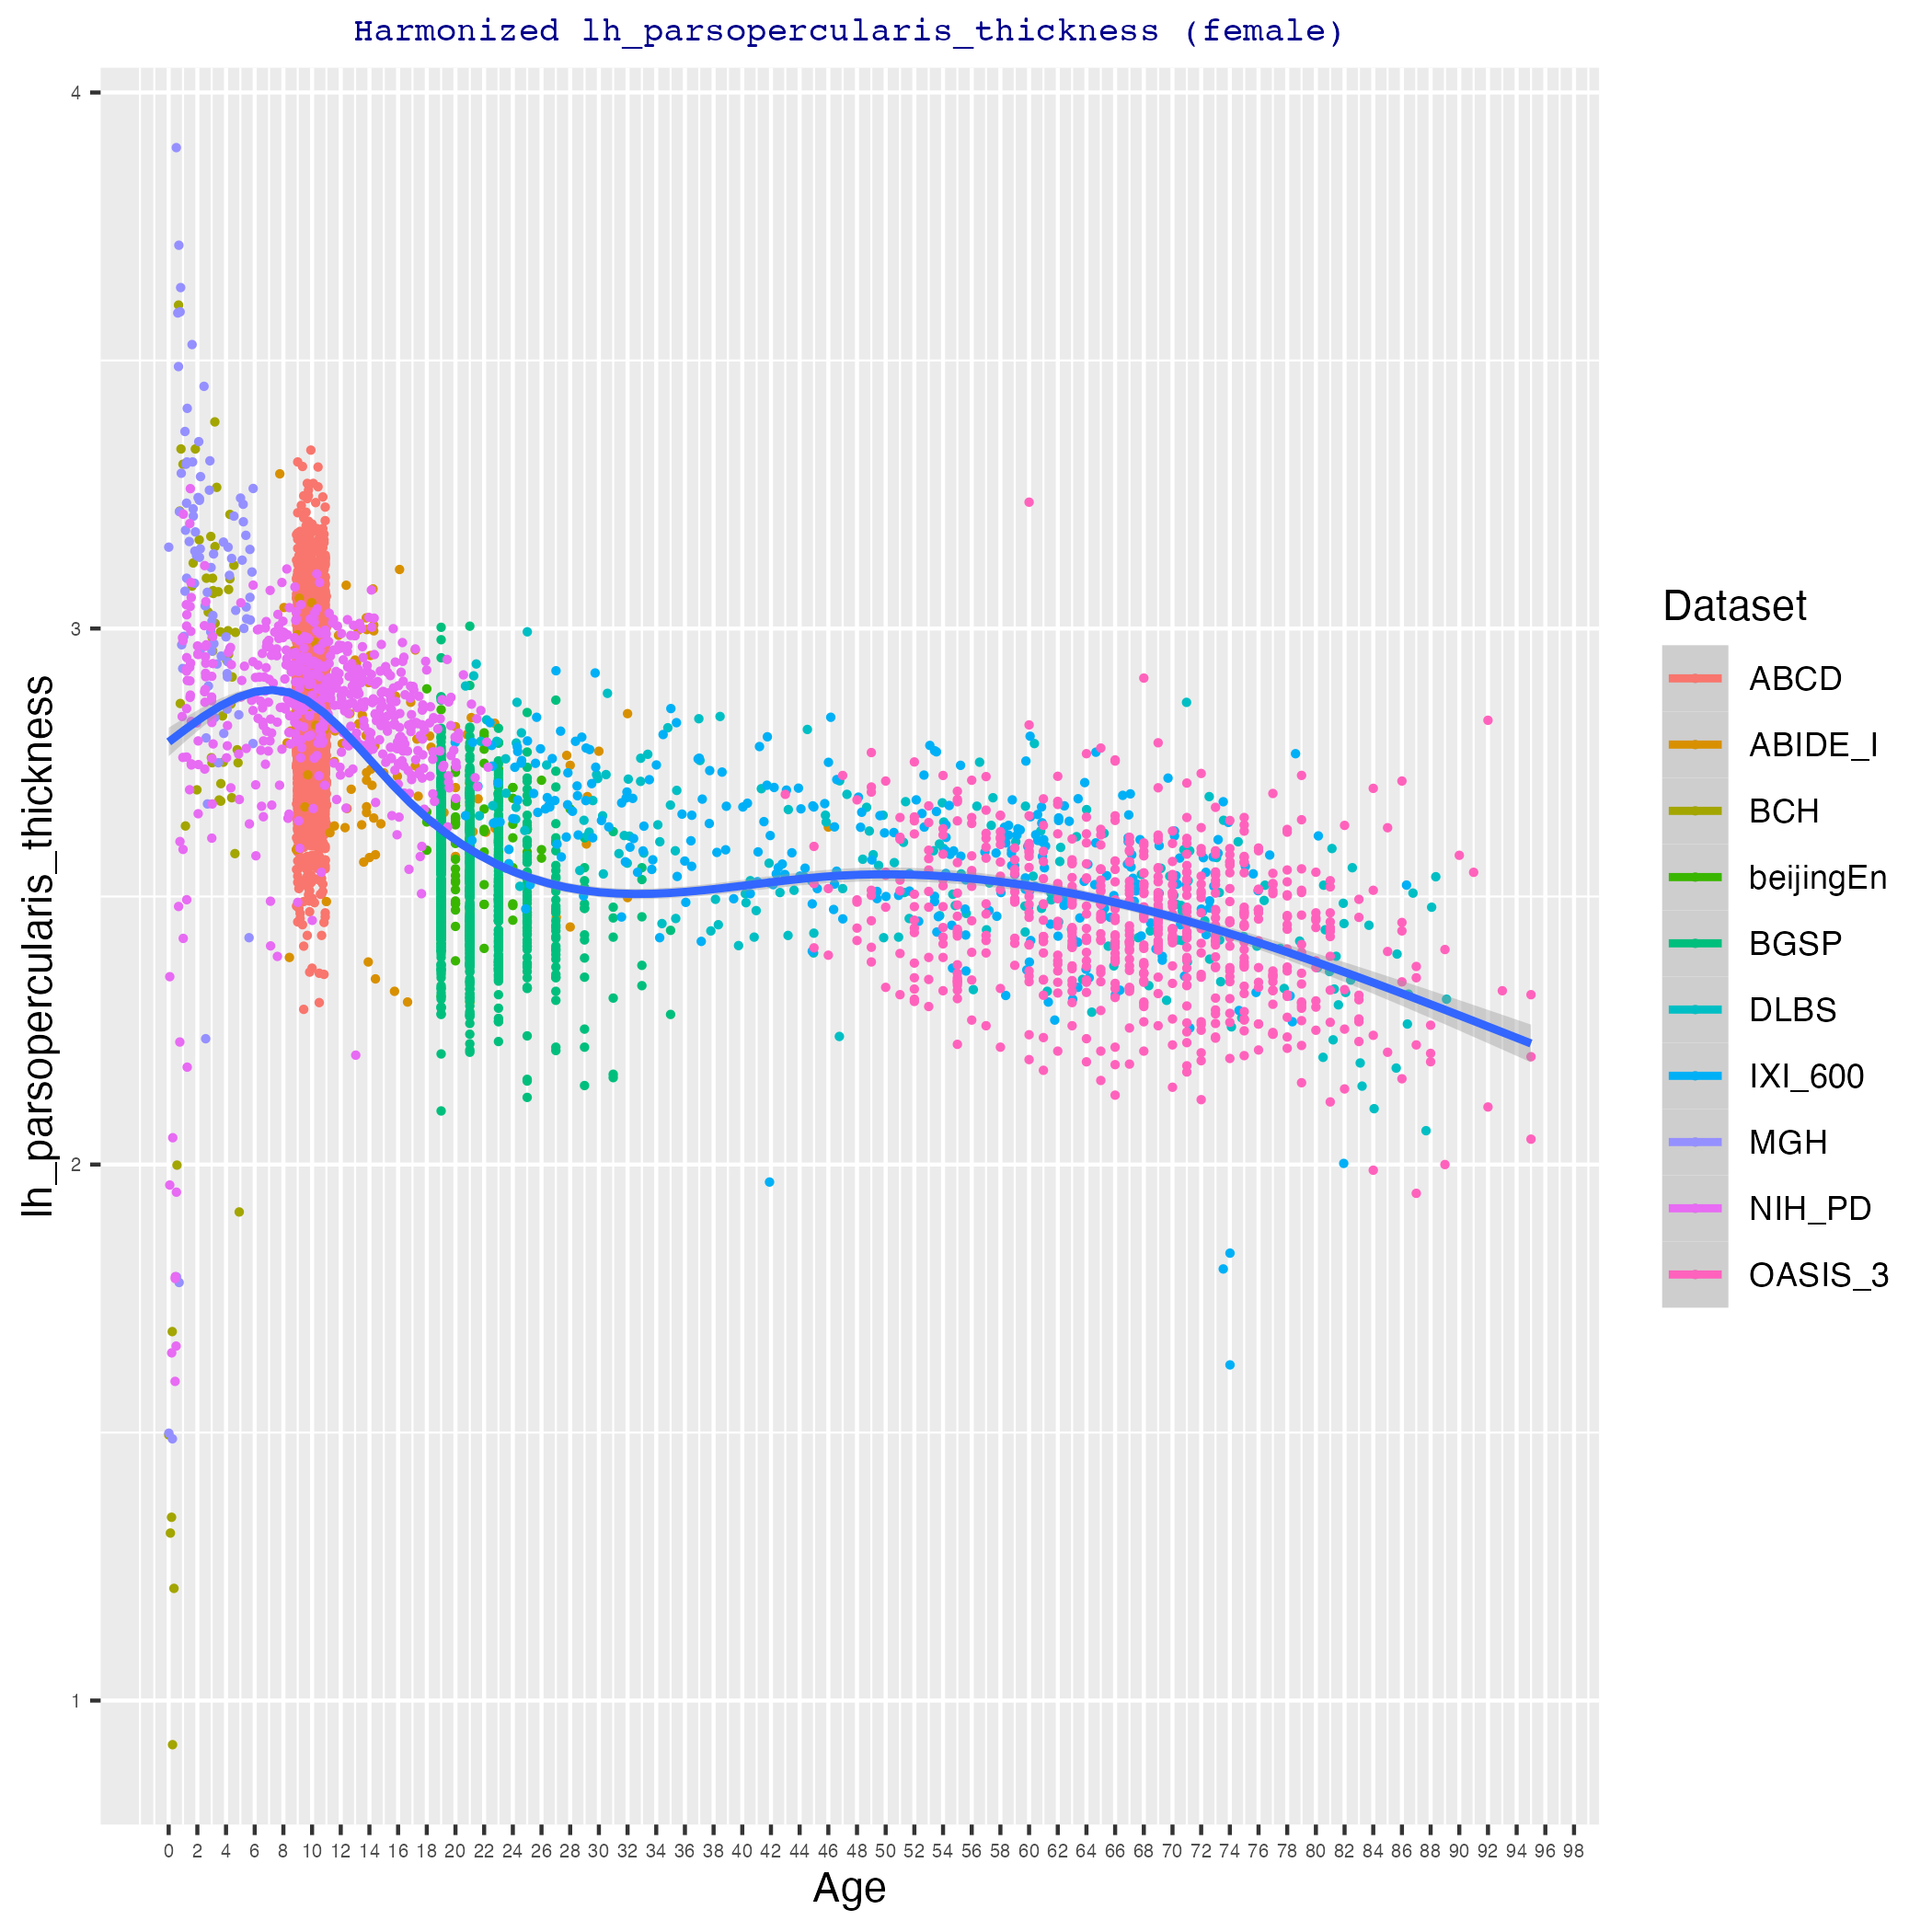 Harmonized lh_parsopercularis_thickness (female)
lh_parsopercularis_thickness
4
3
2
1
0 2 4 6 8 10 12 14 16 18 20 22 24 26 28 30 32 34 36 38 40 42 44 46 48 50 52 54 56 58 60 62 64 66 68 70 72 74 76 78 80 82 84 86 88 90 92 94 96 98
Age
Dataset
ABCD
ABIDE_I
BCH
beijingEn
BGSP
DLBS
IXI_600
MGH
NIH_PD
OASIS_3